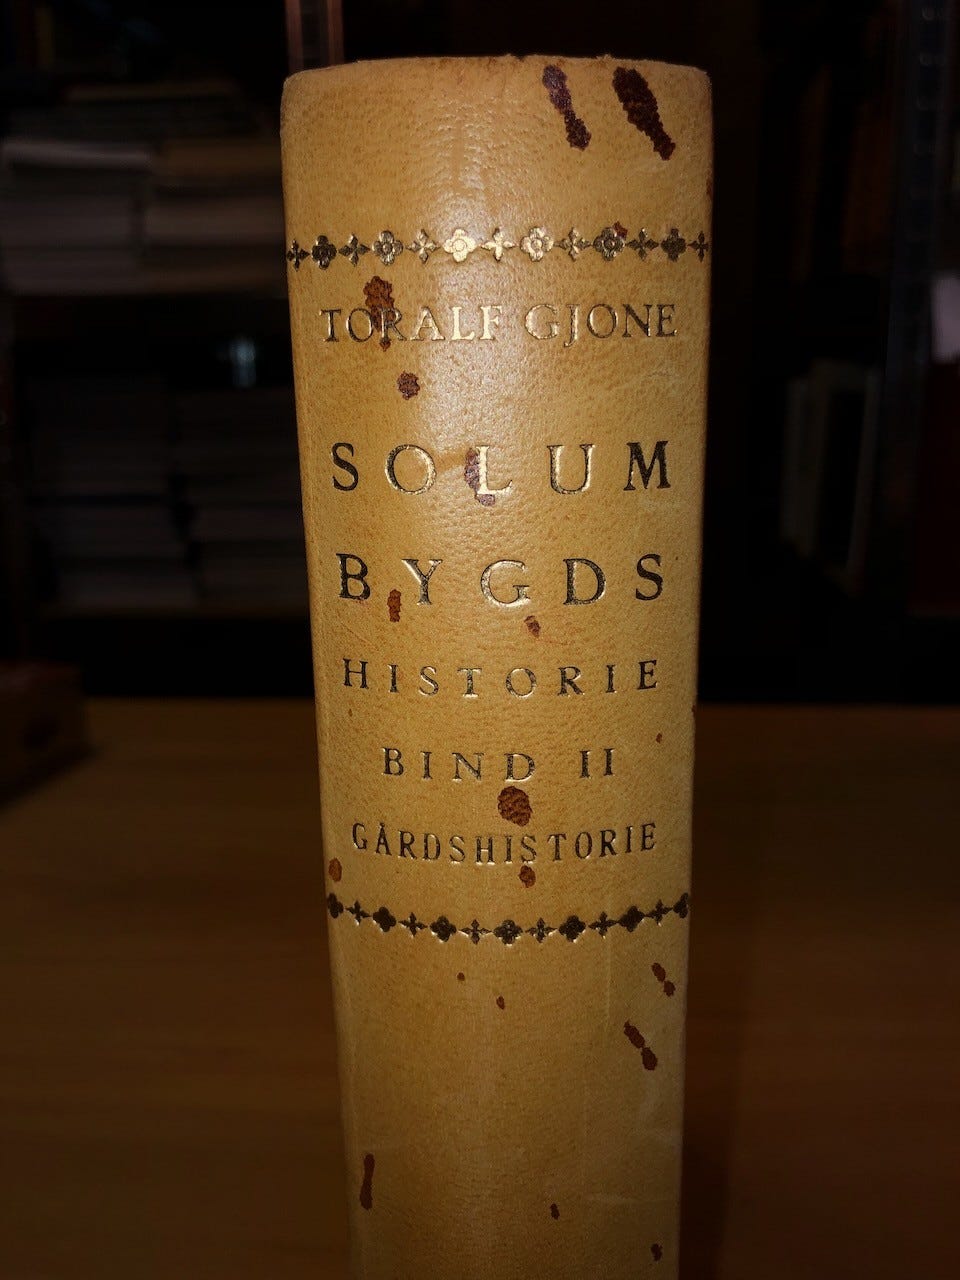 TORALF GJONE
SOLUM
BYGDS
HISTORIE
BIND II
GÅRDSHISTORIE